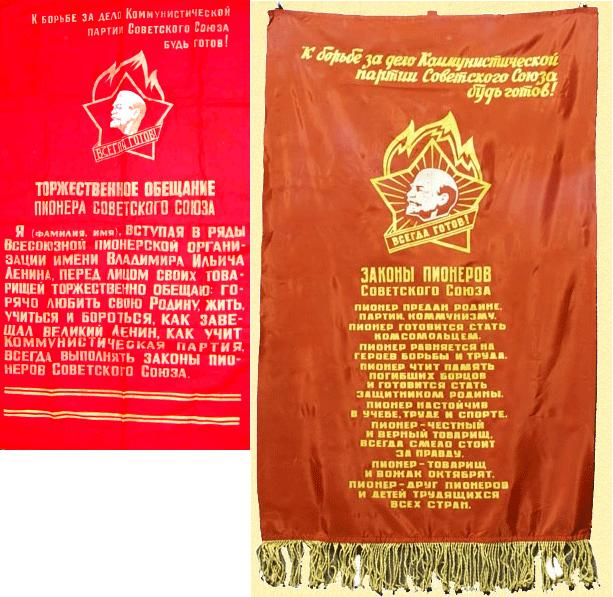 К борьбе за дело Коммунистической
партии Советского Союза
будь готов!
ВСЕГДА ГОТОВ!
ТОРЖЕСТВЕННОЕ ОБЕЩАНИЕ
ПИОНЕРА СОВЕТСКОГО СОЮЗА
Я (фамилия, имя), вступая в ряды
Всесоюзной пионерской органи-
зации имени Владимира Ильича
Ленина, перед лицом своих това-
рищей торжественно обещаю: го-
рячо любить свою Родину, жить,
учиться и бороться, как заве-
щал великий Ленин, как учит
Коммунистическая партия,
всегда выполнять законы пио-
неров Советского Союза.
К борьбе за дело Коммунистической
партии Советского Союза
будь готов!
ВСЕГДА ГОТОВ!
ЗАКОНЫ ПИОНЕРОВ
Советского Союза
ПИОНЕР ПРЕДАН РОДИНЕ,
ПАРТИИ, КОММУНИЗМУ.
ПИОНЕР ГОТОВИТСЯ СТАТЬ
КОМСОМОЛЬЦЕМ.
ПИОНЕР РАВНЯЕТСЯ НА
ГЕРОЕВ БОРЬБЫ И ТРУДА.
ПИОНЕР ЧТИТ ПАМЯТЬ
ПОГИБШИХ БОРЦОВ
И ГОТОВИТСЯ СТАТЬ
ЗАЩИТНИКОМ РОДИНЫ.
ПИОНЕР НАСТОЙЧИВ
В УЧЕБЕ, ТРУДЕ И СПОРТЕ.
ПИОНЕР-ЧЕСТНЫЙ
И ВЕРНЫЙ ТОВАРИЩ,
ВСЕГДА СМЕЛО СТОИТ
ЗА ПРАВДУ.
ПИОНЕР-ТОВАРИЩ
И ВОЖАК ОКТЯБРЯТ.
ПИОНЕР-ДРУГ ПИОНЕРОВ
И ДЕТЕЙ ТРУДЯЩИХСЯ
ВСЕХ СТРАН.